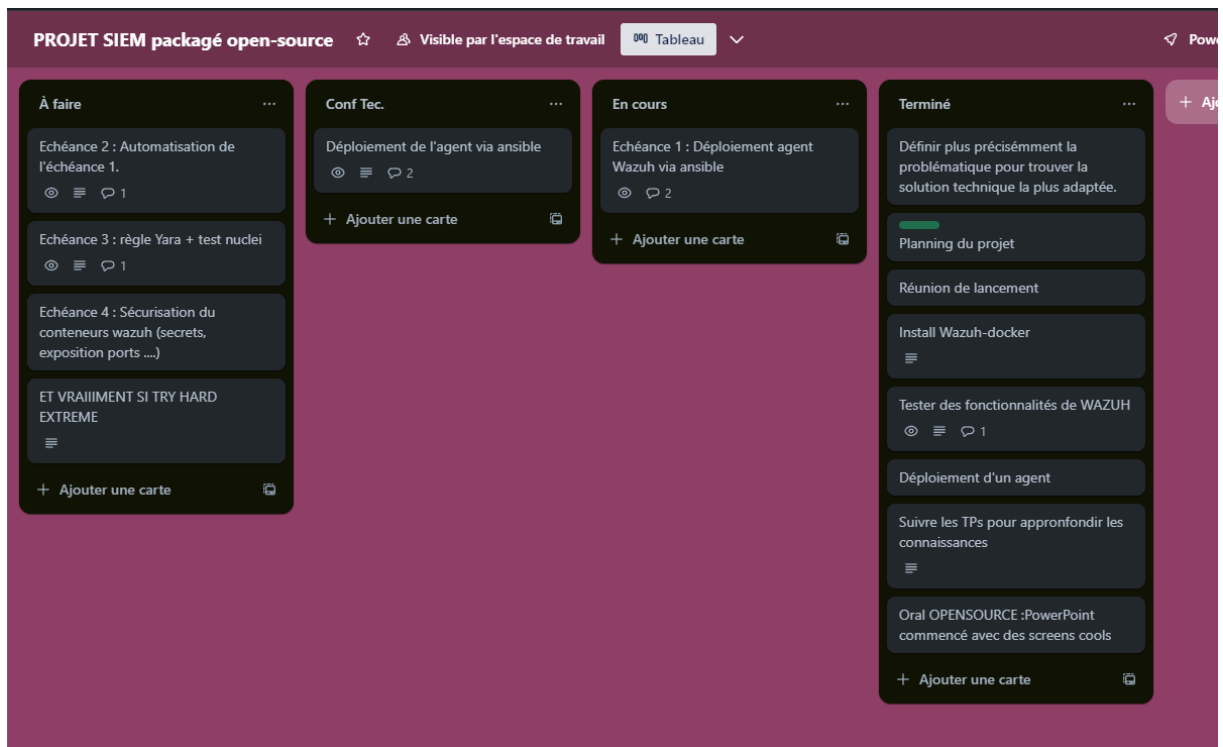 PROJET SIEM packagé open-source
Visible par l'espace de travail
Tableau
À faire
Echéance 2 : Automatisation de
l'échéance 1.
1
Echéance 3 : règle Yara + test nuclei
1
Echéance 4 : Sécurisation du
conteneurs wazuh (secrets,
exposition ports ....)
ET VRAIIIMENT SI TRY HARD
EXTREME
+ Ajouter une carte
Conf Tec.
Déploiement de l'agent via ansible
2
+ Ajouter une carte
En cours
Echéance 1 : Déploiement agent
Wazuh via ansible
2
+ Ajouter une carte
Terminé
Définir plus précisémment la
problématique pour trouver la
solution technique la plus adaptée.
Planning du projet
Réunion de lancement
Install Wazuh-docker
Tester des fonctionnalités de WAZUH
1
Déploiement d'un agent
Suivre les TPs pour appronfondir les
connaissances
Oral OPENSOURCE :PowerPoint
commencé avec des screens cools
+ Ajouter une carte